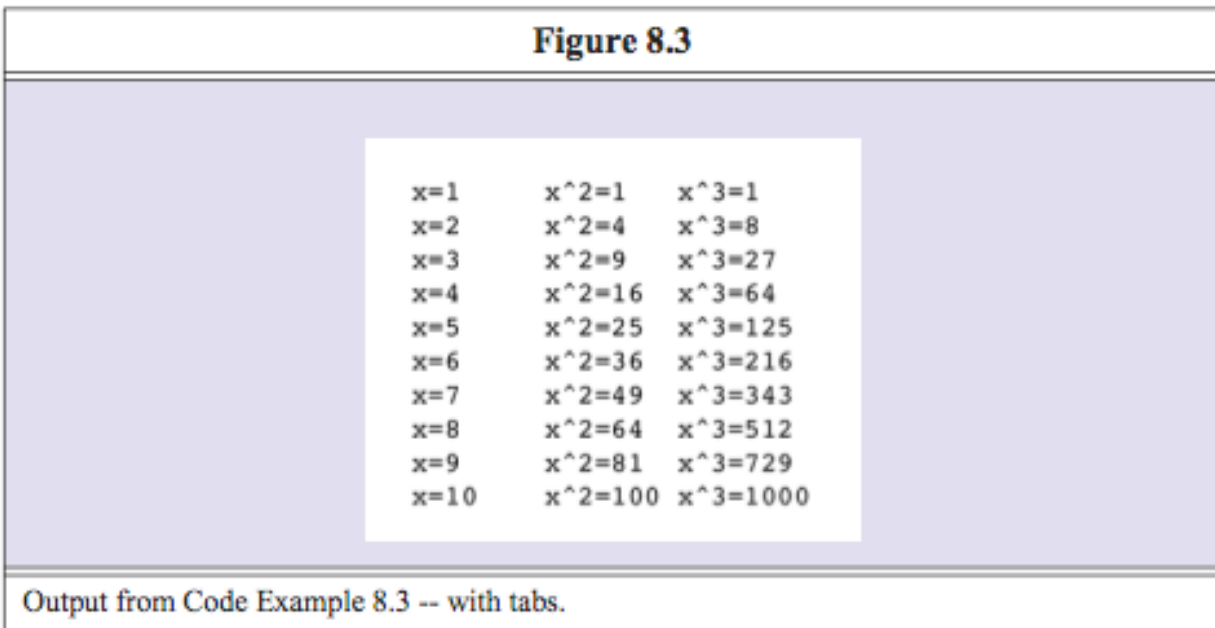 Figure 8.3
x=1 x^2=1 x^3=1
x=2 x^2=4 x^3=8
x=3 x^2=9 x^3=27
x=4 x^2=16 x^3=64
x=5 x^2=25 x^3=125
x=6 x^2=36 x^3=216
x=7 x^2=49 x^3=343
x=8 x^2=64 x^3=512
x=9 x^2=81 x^3=729
x=10 x^2=100 x^3=1000
Output from Code Example 8.3 -- with tabs.